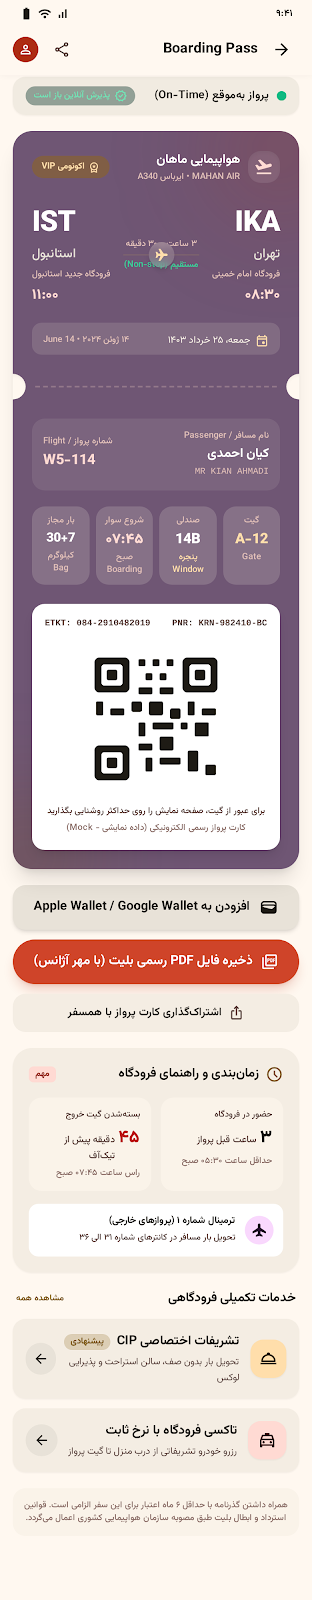 ۹:۴۱
Boarding Pass
پرواز به‌موقع (On-Time)
پذیرش آنلاین باز است
هواپیمایی ماهان
MAHAN AIR • ایرباس A340
اکونومی VIP
IKA
تهران
فرودگاه امام خمینی
۰۸:۳۰
۳ ساعت
۳۰ دقیقه
مستقیم (Non-stop)
IST
استانبول
فرودگاه جدید استانبول
۱۱:۰۰
جمعه، ۲۵ خرداد ۱۴۰۳
۱۴ ژوئن ۲۰۲۴ • June 14
نام مسافر / Passenger
کیان احمدی
MR KIAN AHMADI
شماره پرواز / Flight
W5-114
گیت
A-12
Gate
صندلی
14B
پنجره
Window
شروع سوار
۰۷:۴۵
صبح
Boarding
بار مجاز
30+7
کیلوگرم
Bag
ETKT: 084-2910482019
PNR: KRN-982410-BC
برای عبور از گیت، صفحه نمایش را روی حداکثر روشنایی بگذارید
کارت پرواز رسمی الکترونیکی (داده نمایشی - Mock)
افزودن به Apple Wallet / Google Wallet
ذخیره فایل PDF رسمی بلیت (با مهر آژانس)
اشتراک‌گذاری کارت پرواز با همسفر
زمان‌بندی و راهنمای فرودگاه
مهم
حضور در فرودگاه
۳ ساعت قبل پرواز
حداقل ساعت ۰۵:۳۰ صبح
بسته‌شدن گیت خروج
۴۵ دقیقه پیش از
تیک‌آف
راس ساعت ۰۷:۴۵ صبح
ترمینال شماره ۱ (پروازهای خارجی)
تحویل بار مسافر در کانترهای شماره ۳۱ الی ۳۶
خدمات تکمیلی فرودگاهی
مشاهده همه
تشریفات اختصاصی CIP
پیشنهادی
تحویل بار بدون صف، سالن استراحت و پذیرایی
لوکس
تاکسی فرودگاه با نرخ ثابت
رزرو خودرو تشریفاتی از درب منزل تا گیت پرواز
همراه داشتن گذرنامه با حداقل ۶ ماه اعتبار برای این سفر الزامی است. قوانین
استرداد و ابطال بلیت طبق مصوبه سازمان هواپیمایی کشوری اعمال می‌گردد.